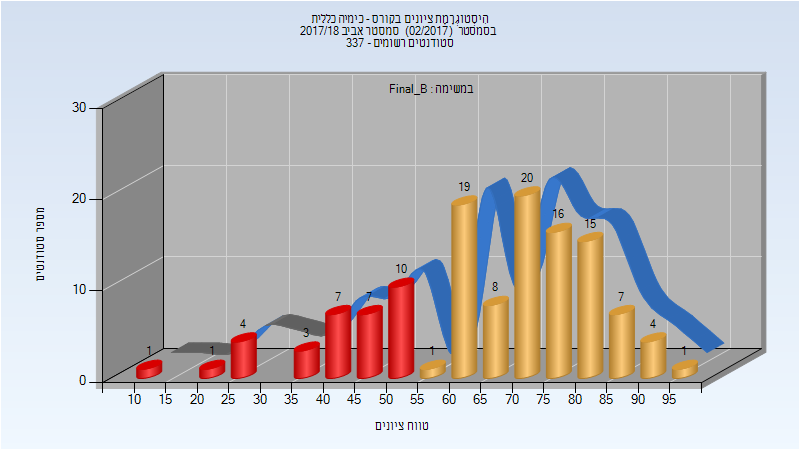 היסטוגרמת ציונים בקורס - כימיה כללית
בסמסטר (02/2017) סמסטר אביב 2017/18
סטודנטים רשומים - 337
במשימה : Final_B
מספר סטודנטים
30
20
10
0
1
1
4
3
7
7
10
1
19
8
20
16
15
7
4
1
10 15 20 25 30 35 40 45 50 55 60 65 70 75 80 85 90 95
טווח ציונים